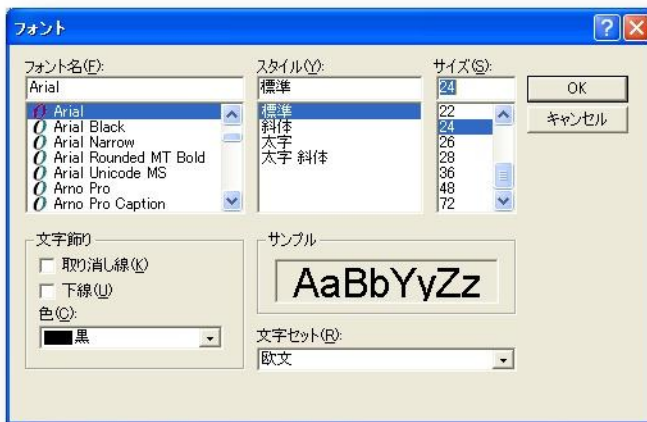 フォント
フォント名(F):
Arial
Arial
Arial Black
Arial Narrow
Arial Rounded MT Bold
Arial Unicode MS
Arno Pro
Arno Pro Caption
スタイル(Y):
標準
標準
斜体
太字
太字 斜体
サイズ(S):
24
22
24
26
28
36
48
72
OK
キャンセル
文字飾り
取り消し線(K)
下線(U)
色(C):
黒
サンプル
AaBbYyZz
文字セット(R):
欧文